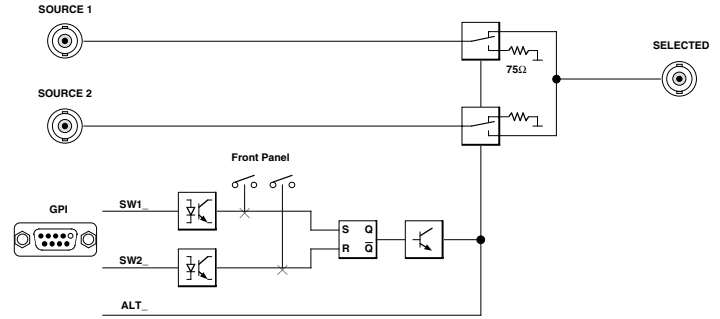 SOURCE 1
SELECTED
75Ω
SOURCE 2
Front Panel
GPI
SW1_
S Q
R Q̅
SW2_
ALT_